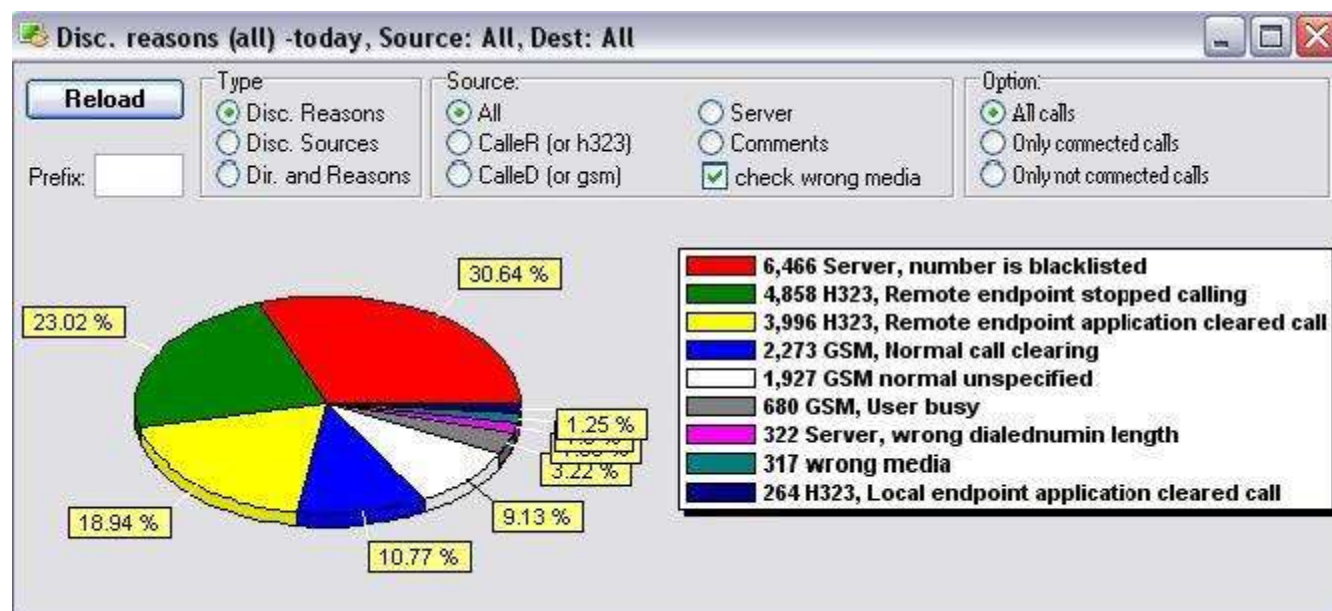 Disc. reasons (all) -today, Source: All, Dest: All
Reload
Prefix:
Type
Disc. Reasons
Disc. Sources
Dir. and Reasons
Source:
All
CalleR (or h323)
CalleD (or gsm)
Server
Comments
check wrong media
Option:
All calls
Only connected calls
Only not connected calls
30.64 %
23.02 %
18.94 %
10.77 %
9.13 %
3.22 %
1.25 %
6,466 Server, number is blacklisted
4,858 H323, Remote endpoint stopped calling
3,996 H323, Remote endpoint application cleared call
2,273 GSM, Normal call clearing
1,927 GSM normal unspecified
680 GSM, User busy
322 Server, wrong dialednumin length
317 wrong media
264 H323, Local endpoint application cleared call